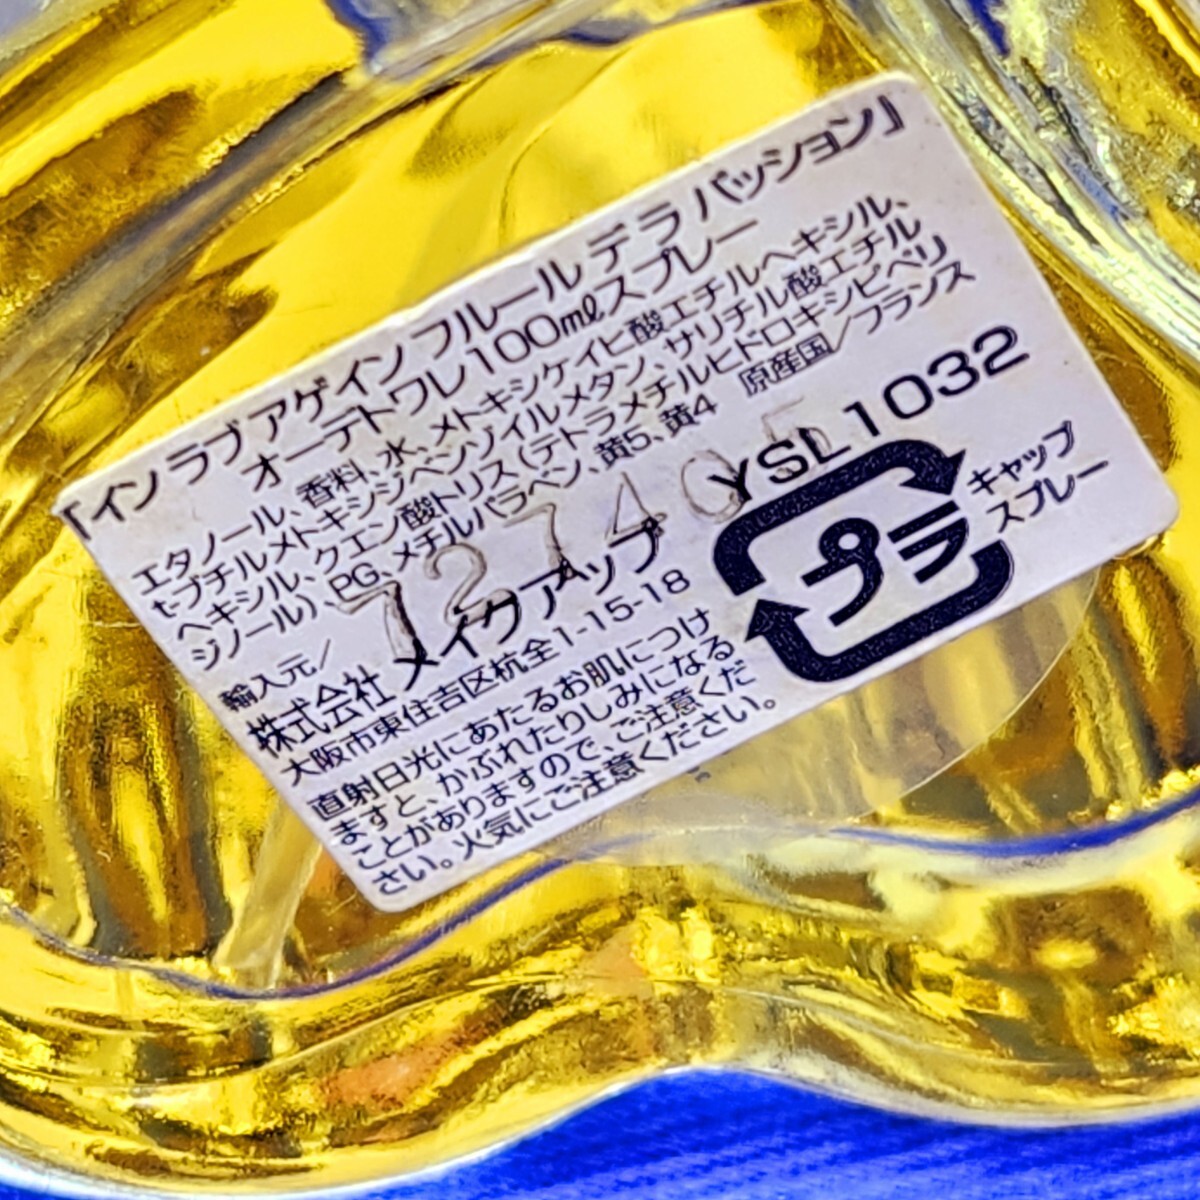 『イン ラブ アゲイン フルール デラ パッション』
オーデトワレ 100mlスプレー
エタノール、香料、水、メトキシケイヒ酸エチルヘキシル、
t-ブチルメトキシジベンゾイルメタン、サリチル酸エチル
ヘキシル、クエン酸トリス(テトラメチルヒドロキシピペリ
ジノール)、PG、メチルパラベン、黄5、黄4 原産国/フランス
輸入元/
株式会社 メイクアップ
大阪市東住吉区杭全1-15-18
YSL1032
直射日光にあたるお肌につけ
ますと、かぶれたりしみになる
ことがありますので、ご注意くだ
さい。火気にご注意ください。
プラ
キャップ
スプレー